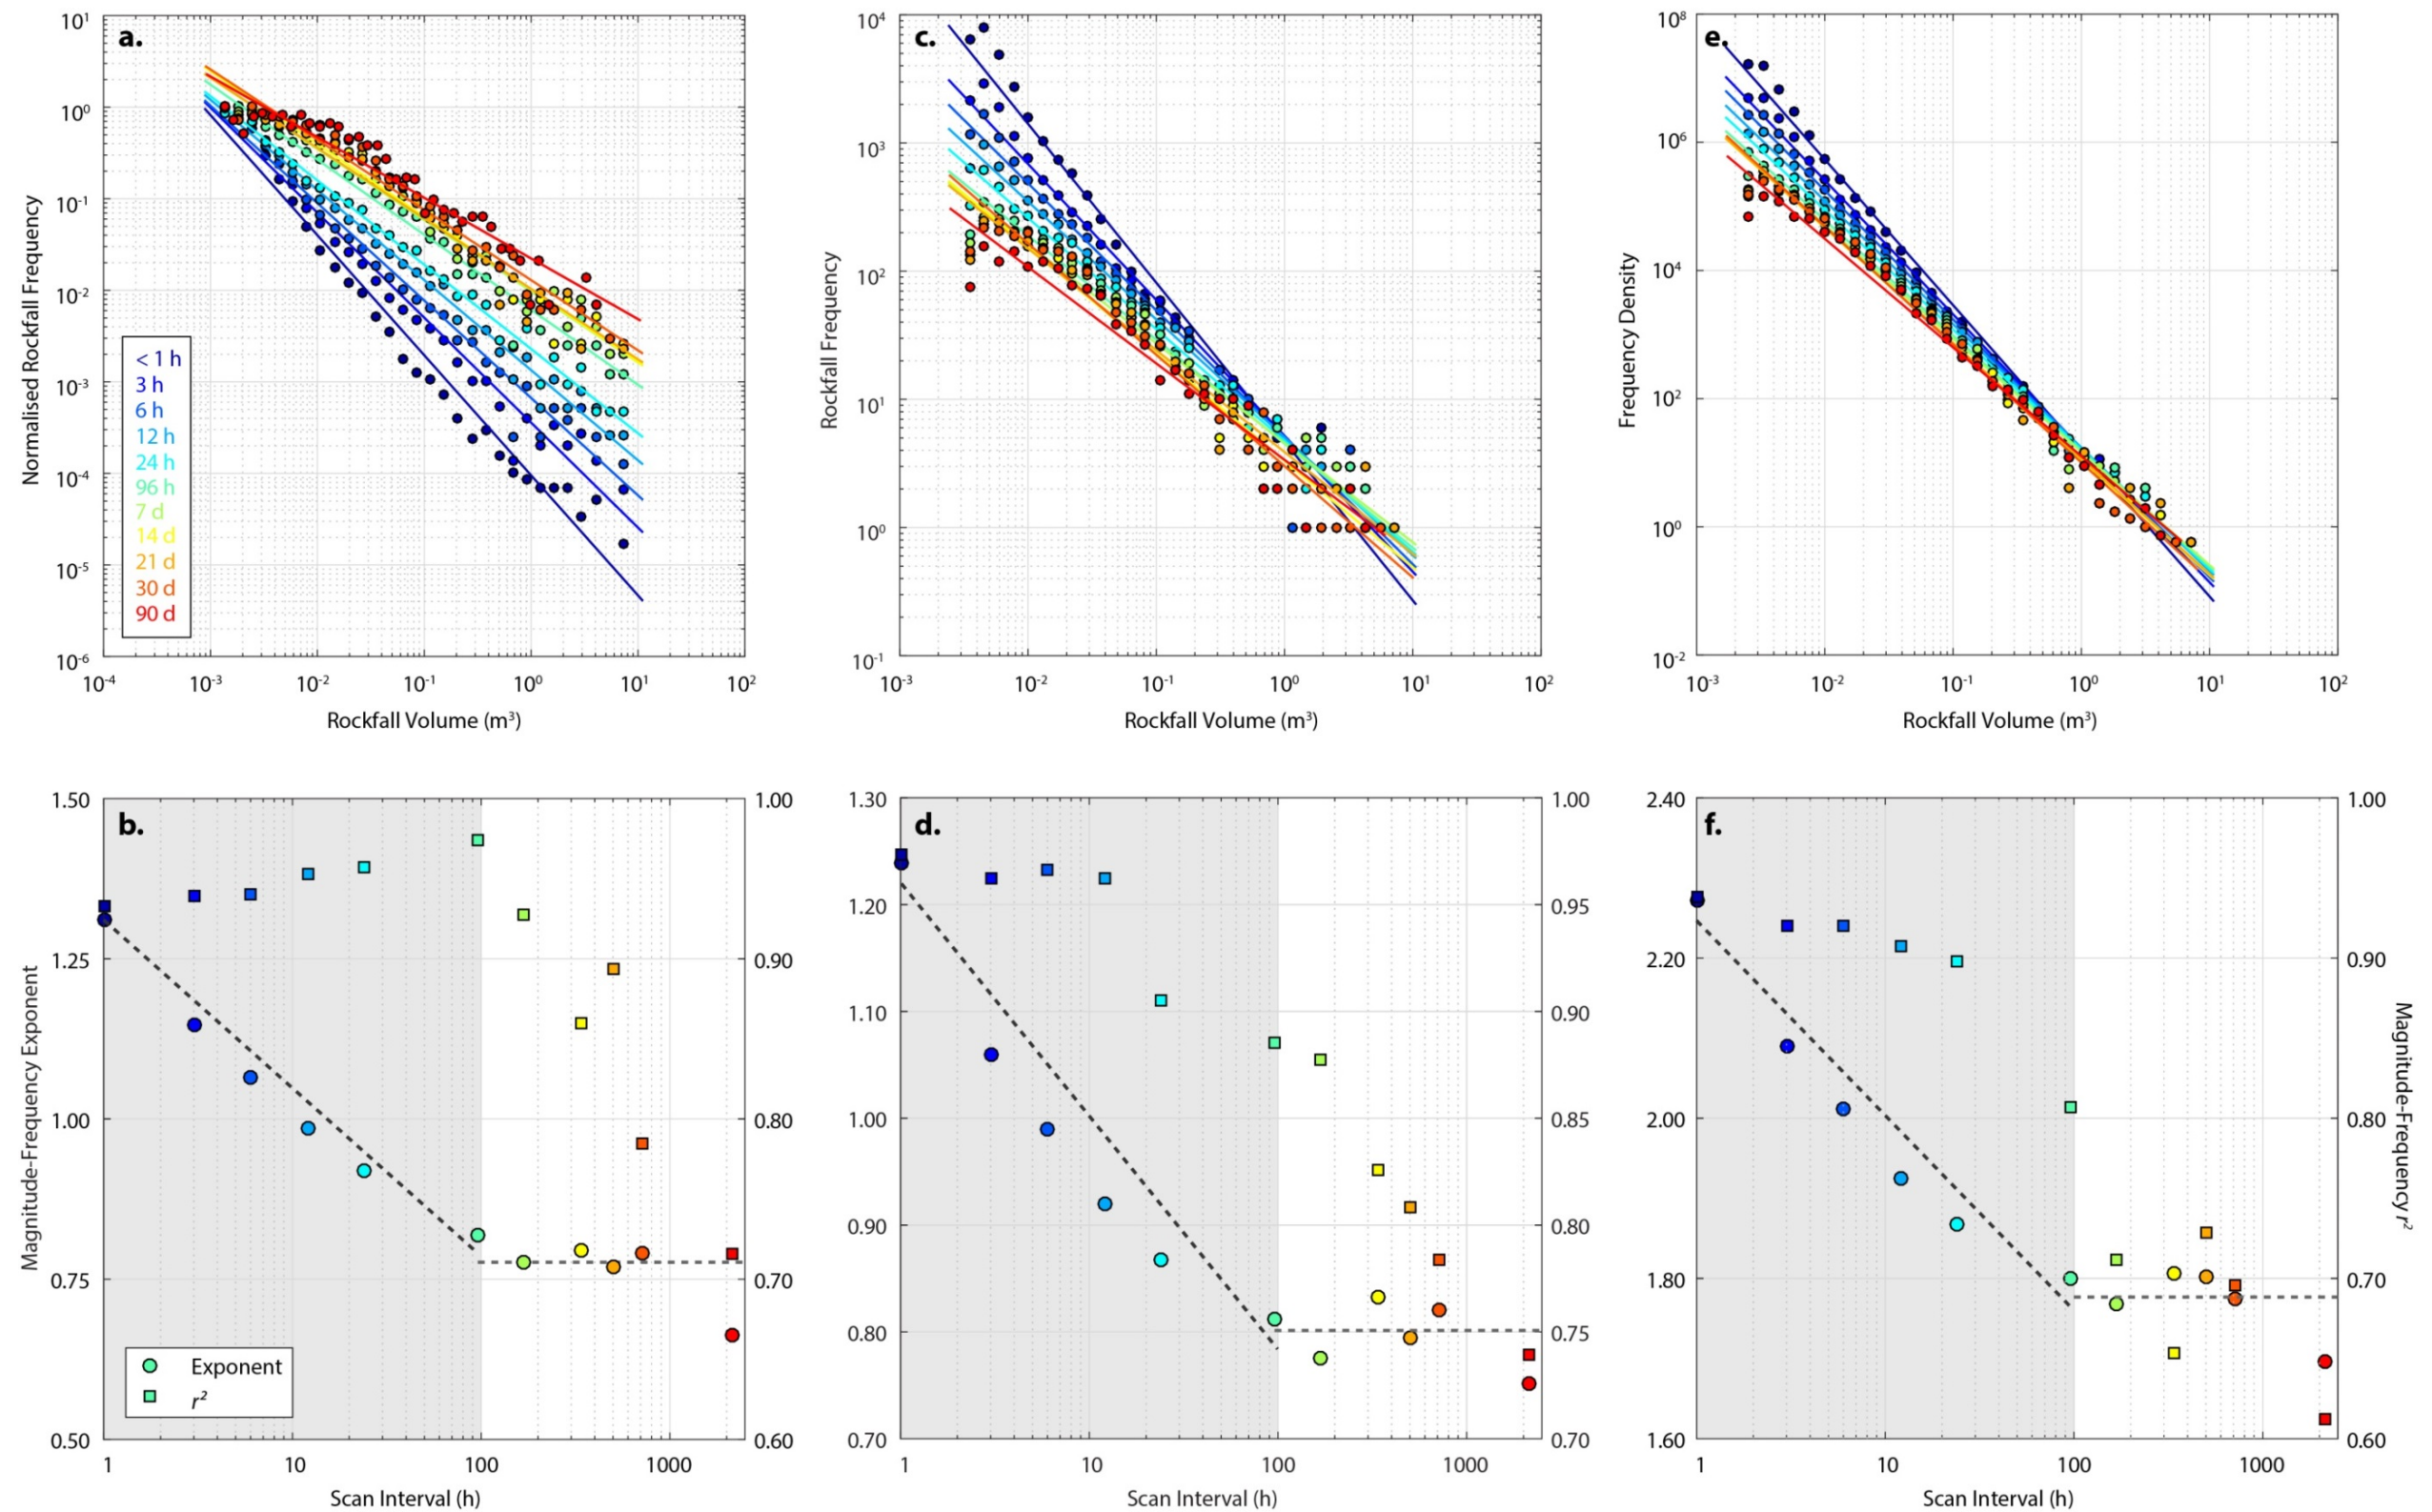 a.
10¹
10⁰
10⁻¹
10⁻²
10⁻³
10⁻⁴
10⁻⁵
10⁻⁶
Normalised Rockfall Frequency
< 1 h
3 h
6 h
12 h
24 h
96 h
7 d
14 d
21 d
30 d
90 d
10⁻⁴ 10⁻³ 10⁻² 10⁻¹ 10⁰ 10¹ 10²
Rockfall Volume (m³)
c.
10⁴
10³
10²
10¹
10⁰
10⁻¹
Rockfall Frequency
10⁻³ 10⁻² 10⁻¹ 10⁰ 10¹ 10²
Rockfall Volume (m³)
e.
10⁸
10⁶
10⁴
10²
10⁰
10⁻²
Frequency Density
10⁻³ 10⁻² 10⁻¹ 10⁰ 10¹ 10²
Rockfall Volume (m³)
b.
1.50
1.25
1.00
0.75
0.50
Magnitude-Frequency Exponent
1.00
0.90
0.80
0.70
0.60
Exponent
r²
1 10 100 1000
Scan Interval (h)
d.
1.30
1.20
1.10
1.00
0.90
0.80
0.70
1.00
0.95
0.90
0.85
0.80
0.75
0.70
1 10 100 1000
Scan Interval (h)
f.
2.40
2.20
2.00
1.80
1.60
1.00
0.90
0.80
0.70
0.60
Magnitude-Frequency r²
1 10 100 1000
Scan Interval (h)